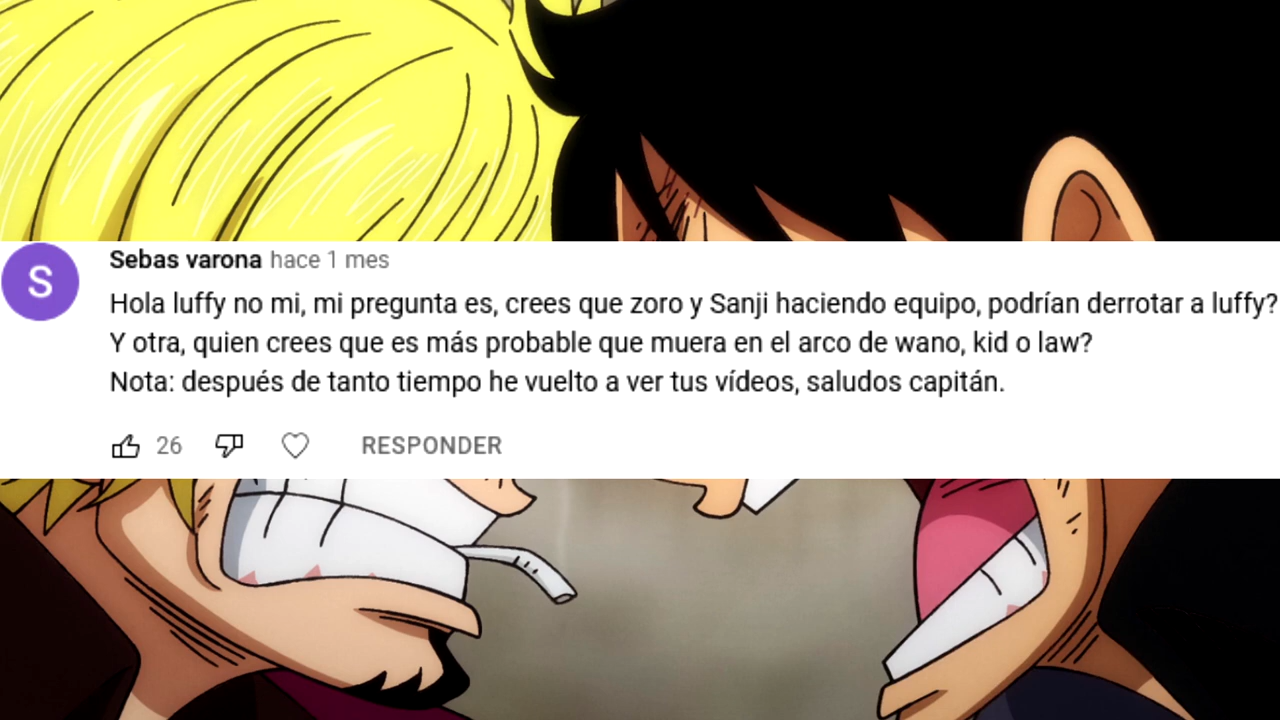 S
Sebas varona hace 1 mes
Hola luffy no mi, mi pregunta es, crees que zoro y Sanji haciendo equipo, podrían derrotar a luffy?
Y otra, quien crees que es más probable que muera en el arco de wano, kid o law?
Nota: después de tanto tiempo he vuelto a ver tus vídeos, saludos capitán.
26 RESPONDER